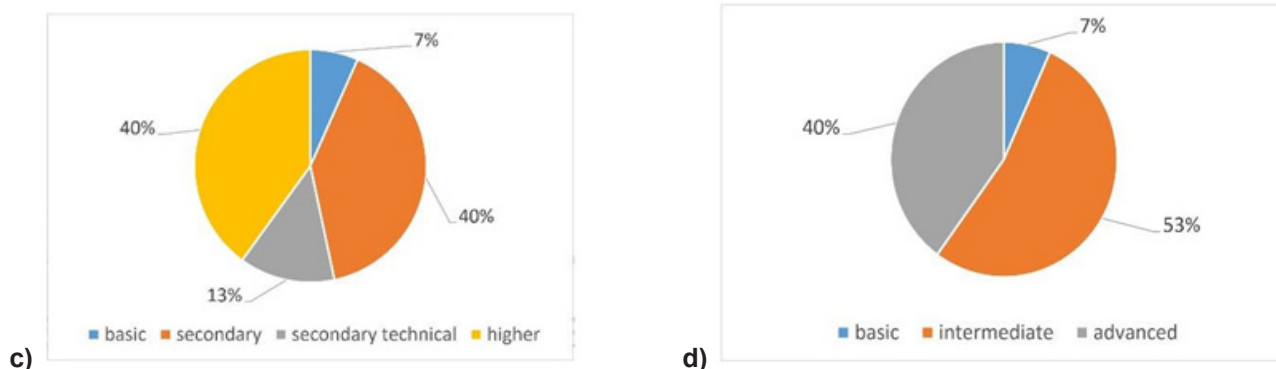 7%
40%
40%
13%
basic secondary secondary technical higher
c)
7%
40%
53%
basic intermediate advanced
d)